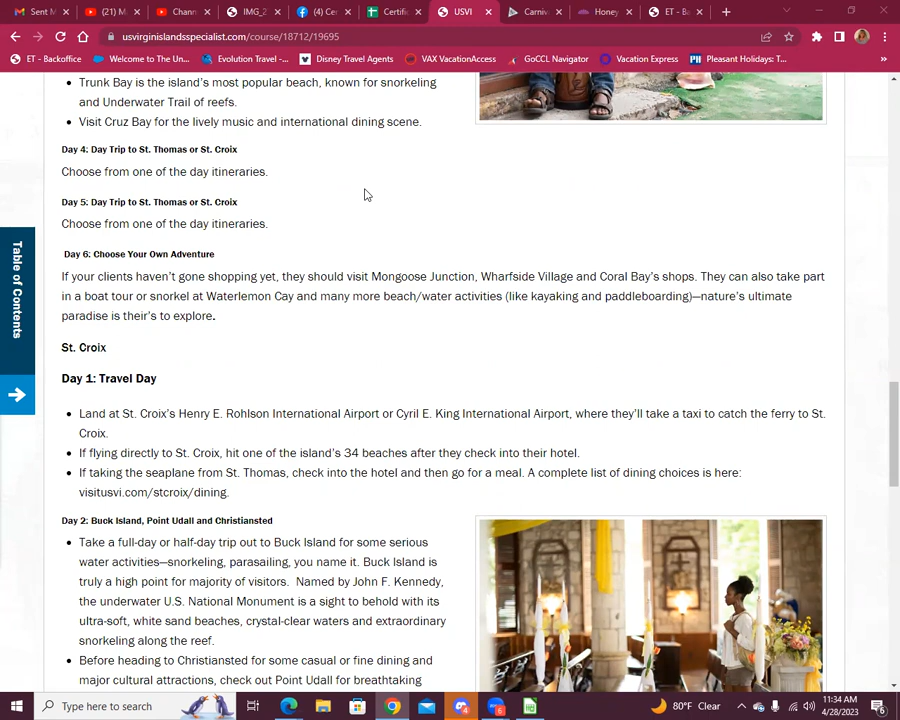 Sent M
(21) M
Chann
IMG_2
(4) Cer
Certific
USVI
Carniv
Honey
ET - Ba
usvirginislandsspecialist.com/course/18712/19695
ET - Backoffice
Welcome to The Un...
Evolution Travel -...
Disney Travel Agents
VAX VacationAccess
GoCCL Navigator
Vacation Express
Pleasant Holidays: T...
Trunk Bay is the island's most popular beach, known for snorkeling
and Underwater Trail of reefs.
Visit Cruz Bay for the lively music and international dining scene.
Day 4: Day Trip to St. Thomas or St. Croix
Choose from one of the day itineraries.
Day 5: Day Trip to St. Thomas or St. Croix
Choose from one of the day itineraries.
Day 6: Choose Your Own Adventure
If your clients haven't gone shopping yet, they should visit Mongoose Junction, Wharfside Village and Coral Bay's shops. They can also take part
in a boat tour or snorkel at Waterlemon Cay and many more beach/water activities (like kayaking and paddleboarding)—nature's ultimate
paradise is their's to explore.
Table of Contents
St. Croix
Day 1: Travel Day
Land at St. Croix's Henry E. Rohlson International Airport or Cyril E. King International Airport, where they'll take a taxi to catch the ferry to St.
Croix.
If flying directly to St. Croix, hit one of the island's 34 beaches after they check into their hotel.
If taking the seaplane from St. Thomas, check into the hotel and then go for a meal. A complete list of dining choices is here:
visitusvi.com/stcroix/dining.
Day 2: Buck Island, Point Udall and Christiansted
Take a full-day or half-day trip out to Buck Island for some serious
water activities—snorkeling, parasailing, you name it. Buck Island is
truly a high point for majority of visitors. Named by John F. Kennedy,
the underwater U.S. National Monument is a sight to behold with its
ultra-soft, white sand beaches, crystal-clear waters and extraordinary
snorkeling along the reef.
Before heading to Christiansted for some casual or fine dining and
major cultural attractions, check out Point Udall for breathtaking
Type here to search
80°F Clear
11:34 AM
4/28/2023